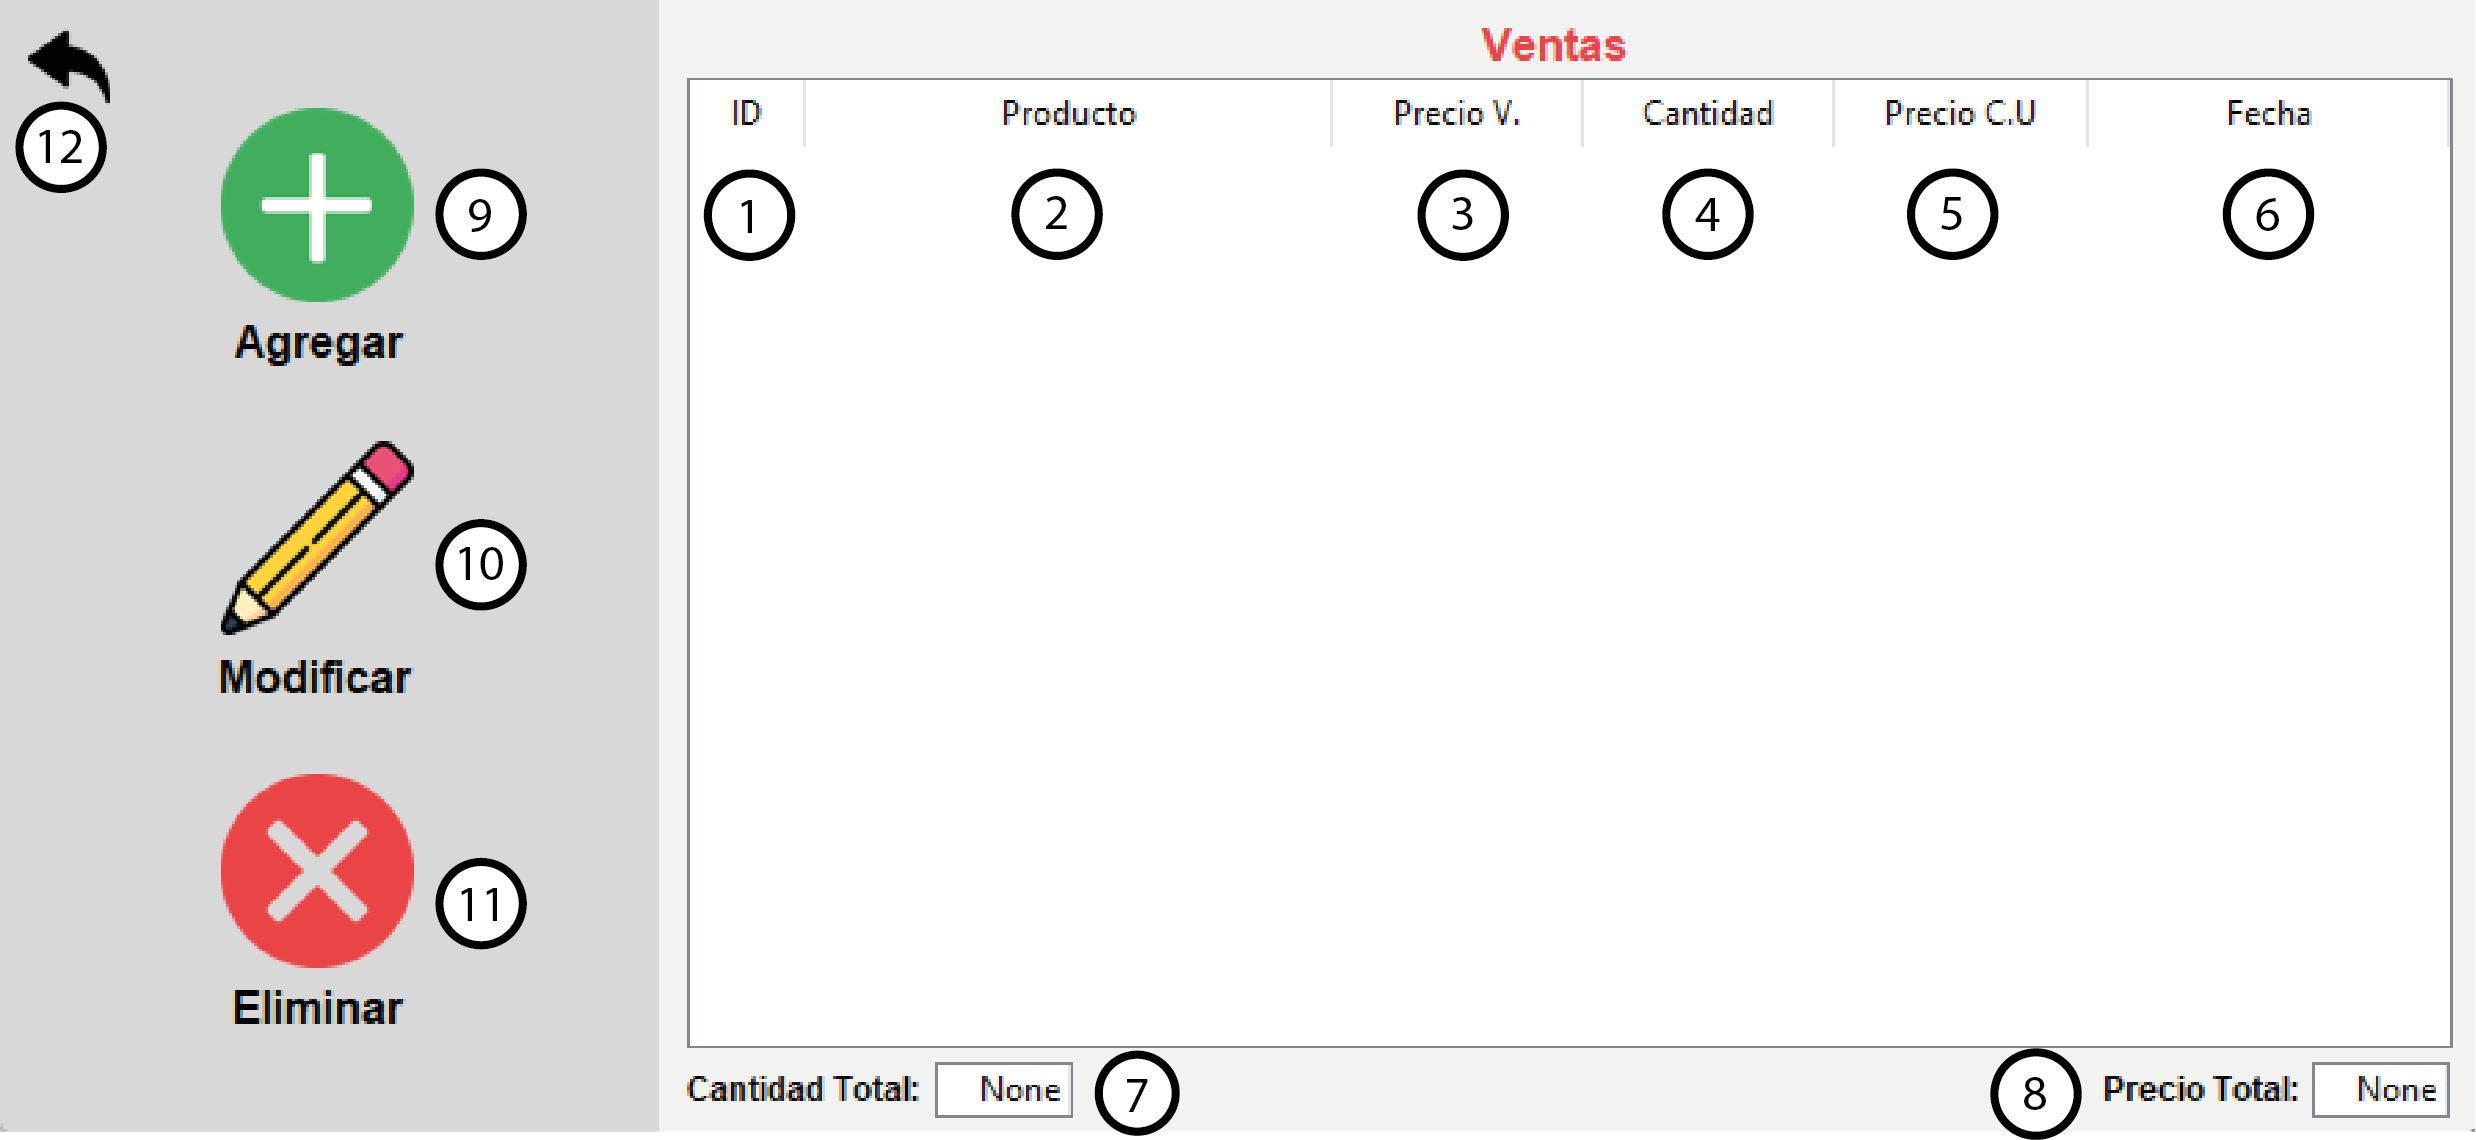 12
9
Agregar
10
Modificar
11
Eliminar
Ventas
ID Producto Precio V. Cantidad Precio C.U Fecha
1 2 3 4 5 6
Cantidad Total: None 7 8 Precio Total: None